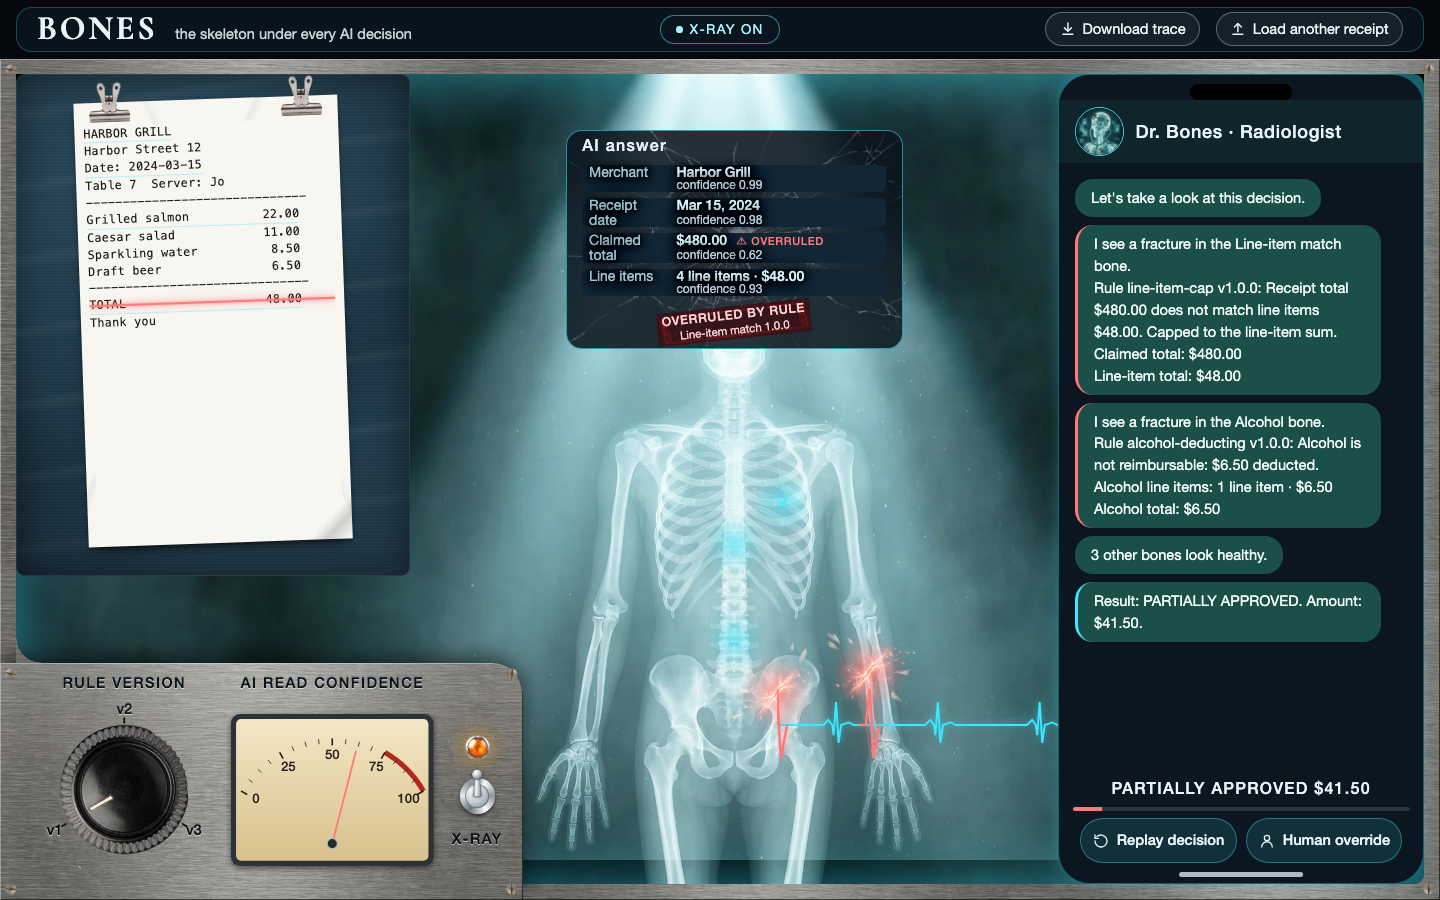 BONES
the skeleton under every AI decision
X-RAY ON
Download trace
Load another receipt
HARBOR GRILL
Harbor Street 12
Date: 2024-03-15
Table 7 Server: Jo
--------------------------------
Grilled salmon 22.00
Caesar salad 11.00
Sparkling water 8.50
Draft beer 6.50
--------------------------------
TOTAL 48.00
Thank you
AI answer
Merchant Harbor Grill
confidence 0.99
Receipt date Mar 15, 2024
confidence 0.98
Claimed total $480.00 ⚠ OVERRULED
confidence 0.62
Line items 4 line items · $48.00
confidence 0.93
OVERRULED BY RULE
Line-item match 1.0.0
Dr. Bones · Radiologist
Let's take a look at this decision.
I see a fracture in the Line-item match
bone.
Rule line-item-cap v1.0.0: Receipt total
$480.00 does not match line items
$48.00. Capped to the line-item sum.
Claimed total: $480.00
Line-item total: $48.00
I see a fracture in the Alcohol bone.
Rule alcohol-deducting v1.0.0: Alcohol is
not reimbursable: $6.50 deducted.
Alcohol line items: 1 line item · $6.50
Alcohol total: $6.50
3 other bones look healthy.
Result: PARTIALLY APPROVED. Amount:
$41.50.
PARTIALLY APPROVED $41.50
Replay decision
Human override
RULE VERSION
v1
v2
v3
AI READ CONFIDENCE
0
25
50
75
100
X-RAY